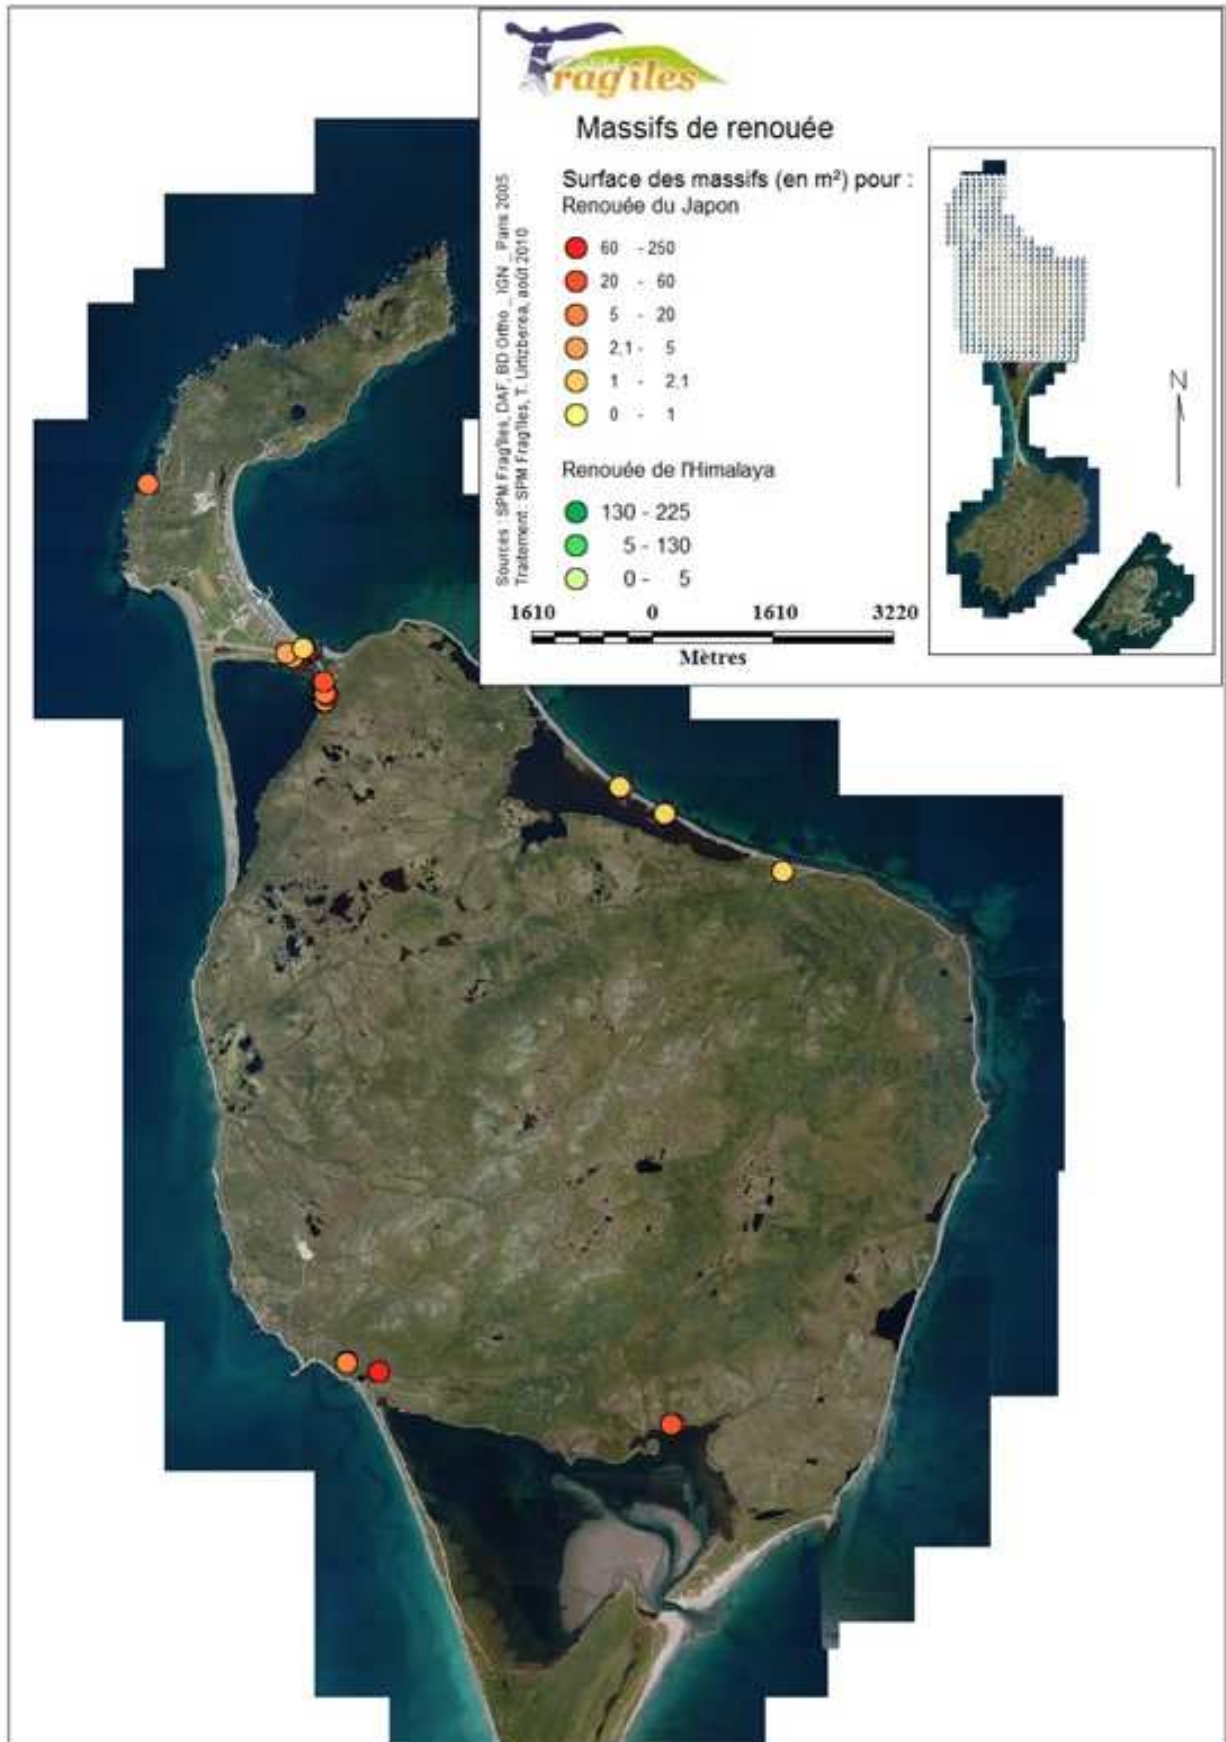 Frag'îles
Massifs de renouée
Surface des massifs (en m²) pour :
Renouée du Japon
60 - 250
20 - 60
5 - 20
2,1 - 5
1 - 2,1
0 - 1
Renouée de l'Himalaya
130 - 225
5 - 130
0 - 5
1610 0 1610 3220
Mètres
N
Sources : SPM Frag'îles, DAF, BD Ortho _ IGN _ Paris 2005
Traitement : SPM Frag'îles, T. Urtizberea, août 2010